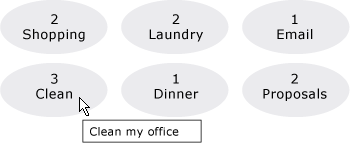 2 2 1
Shopping Laundry Email
3 1 2
Clean Dinner Proposals
Clean my office